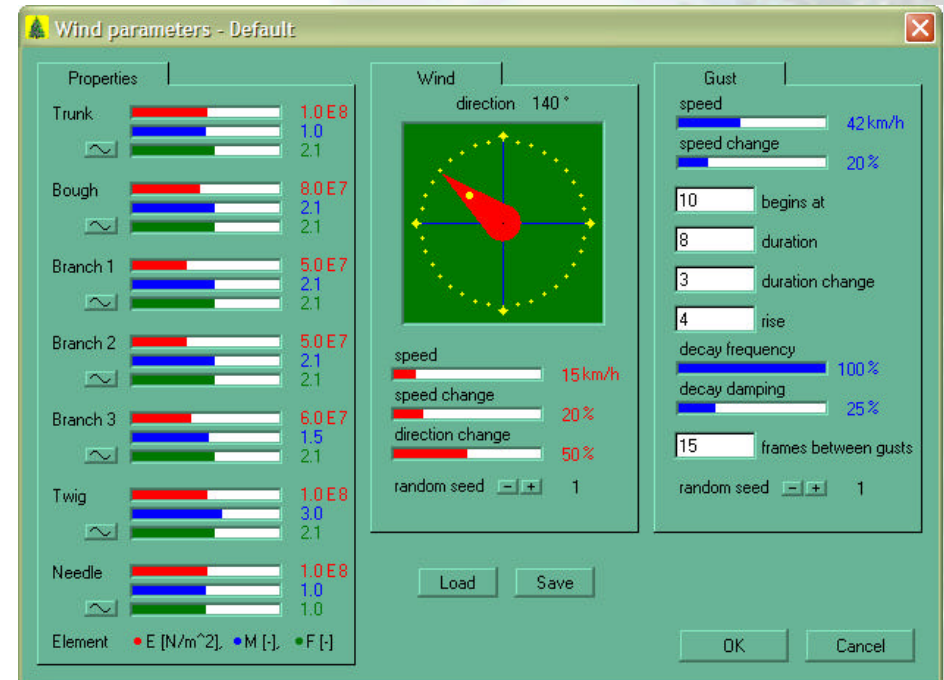 Wind parameters - Default
Properties
Trunk 1.0 E8
1.0
2.1
Bough 8.0 E7
2.1
2.1
Branch 1 5.0 E7
2.1
2.1
Branch 2 5.0 E7
2.1
2.1
Branch 3 6.0 E7
1.5
2.1
Twig 1.0 E8
3.0
2.1
Needle 1.0 E8
1.0
1.0
Element E [N/m^2], M [-], F [-]
Wind
direction 140 °
speed
15 km/h
speed change
20 %
direction change
50 %
random seed - + 1
Load Save
Gust
speed
42 km/h
speed change
20 %
10 begins at
8 duration
3 duration change
4 rise
decay frequency
100 %
decay damping
25 %
15 frames between gusts
random seed - + 1
OK Cancel